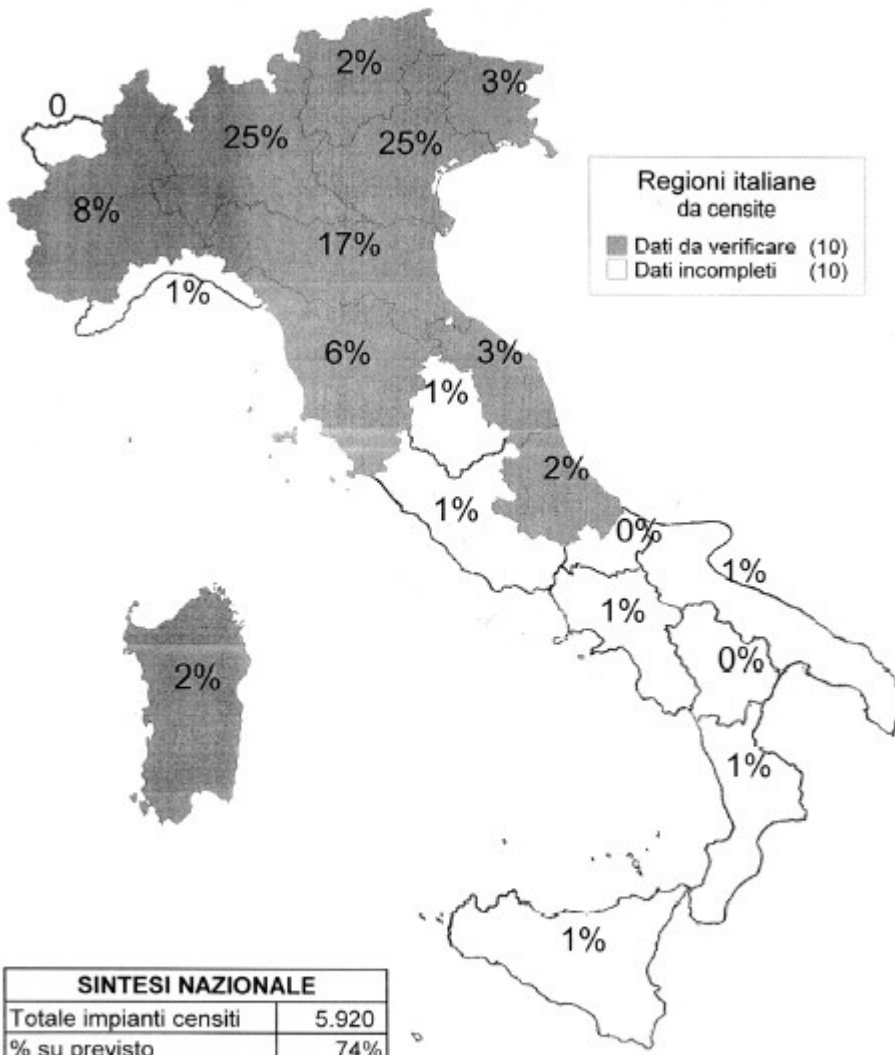 2%
3%
0
25%
25%
8%
17%
1%
6%
3%
1%
2%
1%
0%
1%
1%
0%
2%
1%
1%
Regioni italiane
da censite
Dati da verificare (10)
Dati incompleti (10)
SINTESI NAZIONALE
Totale impianti censiti 5.920
% su previsto 74%